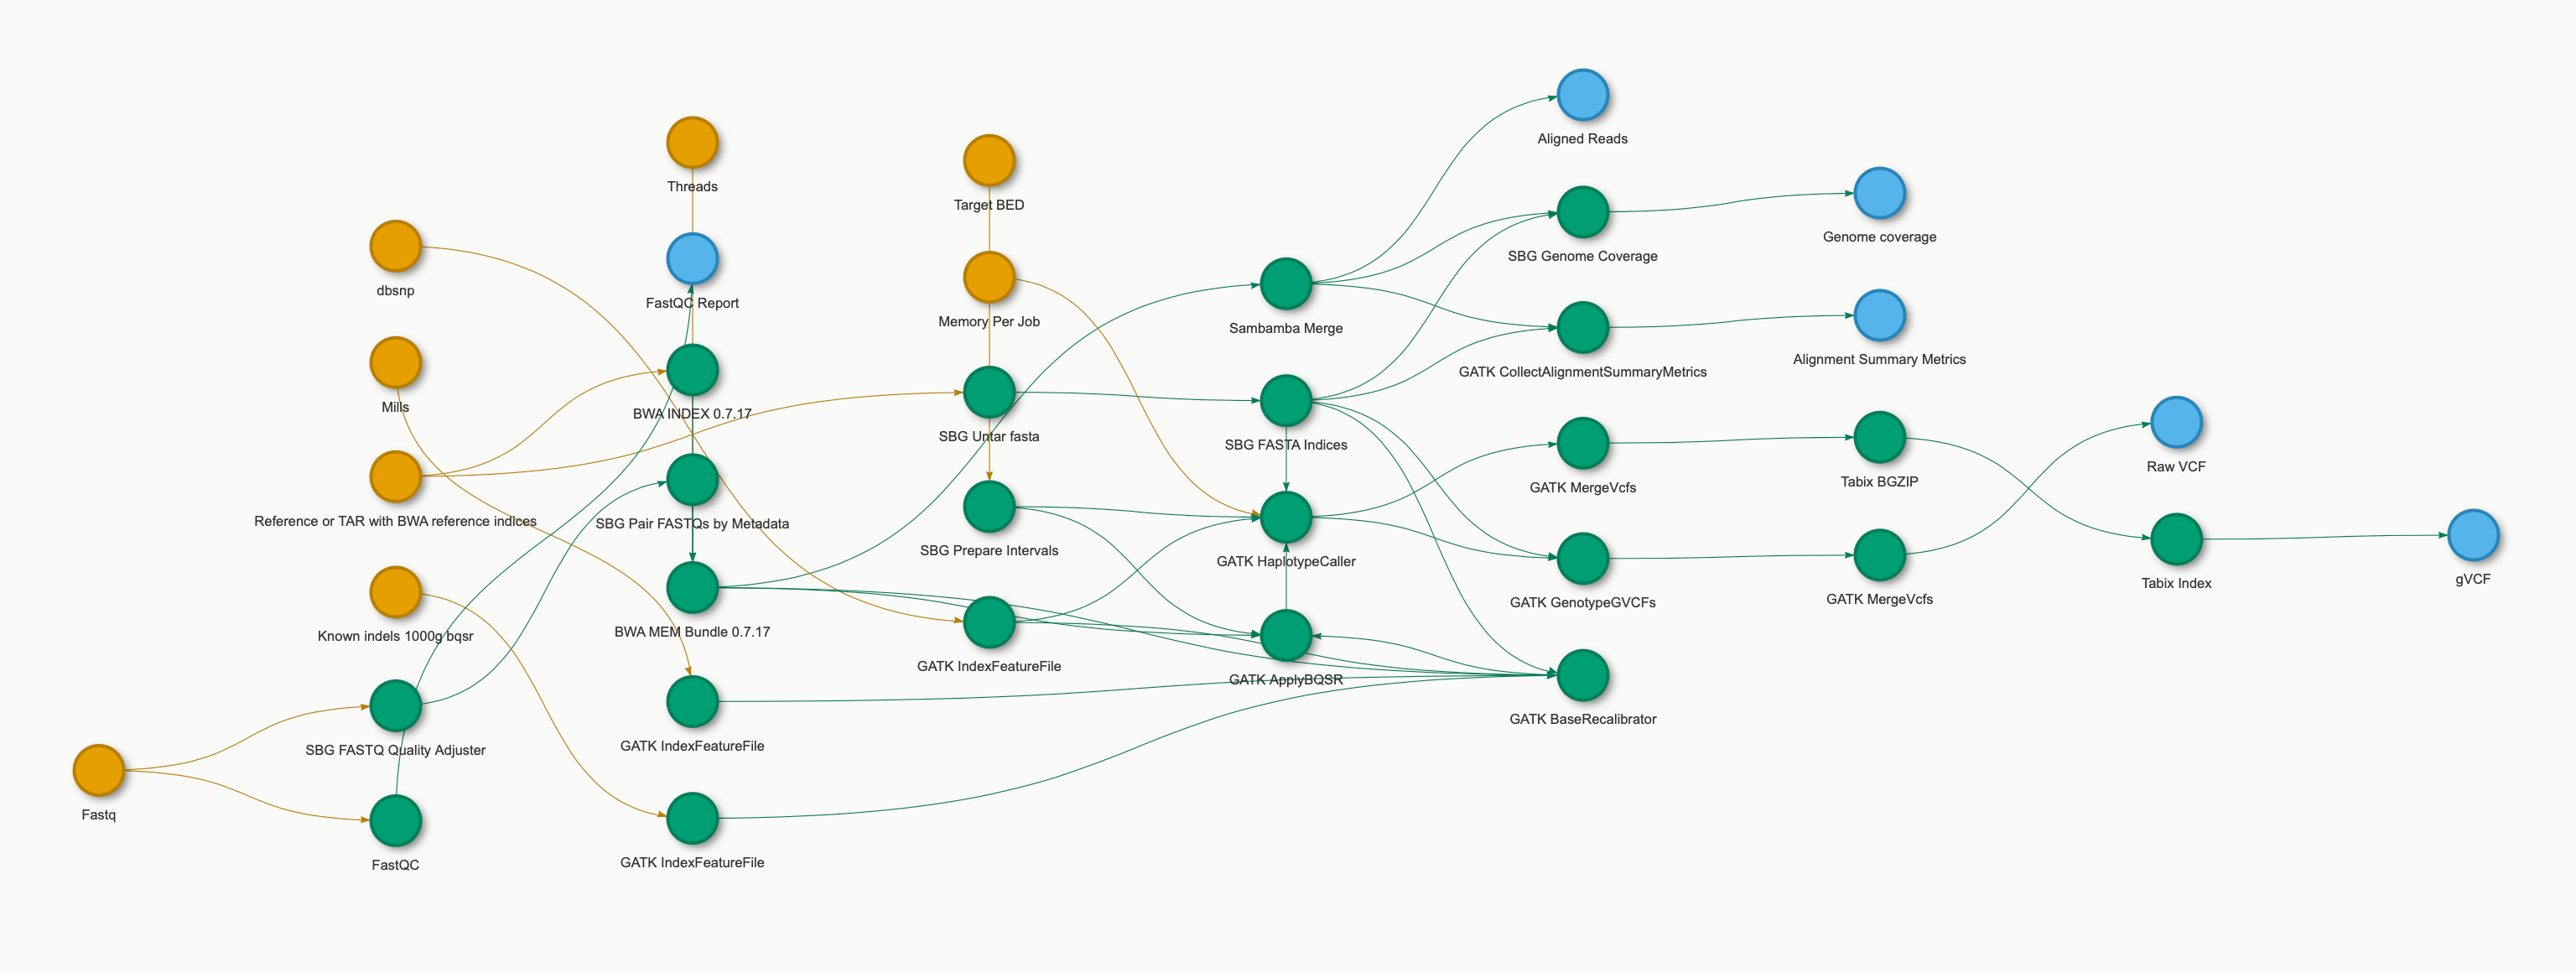 Fastq
dbsnp
Mills
Reference or TAR with BWA reference indices
Known indels 1000g bqsr
SBG FASTQ Quality Adjuster
FastQC
Threads
FastQC Report
BWA INDEX 0.7.17
SBG Pair FASTQs by Metadata
BWA MEM Bundle 0.7.17
GATK IndexFeatureFile
GATK IndexFeatureFile
Target BED
Memory Per Job
SBG Untar fasta
SBG Prepare Intervals
GATK IndexFeatureFile
Sambamba Merge
SBG FASTA Indices
GATK HaplotypeCaller
GATK ApplyBQSR
Aligned Reads
SBG Genome Coverage
GATK CollectAlignmentSummaryMetrics
GATK MergeVcfs
GATK GenotypeGVCFs
GATK BaseRecalibrator
Genome coverage
Alignment Summary Metrics
Tabix BGZIP
GATK MergeVcfs
Raw VCF
Tabix Index
gVCF